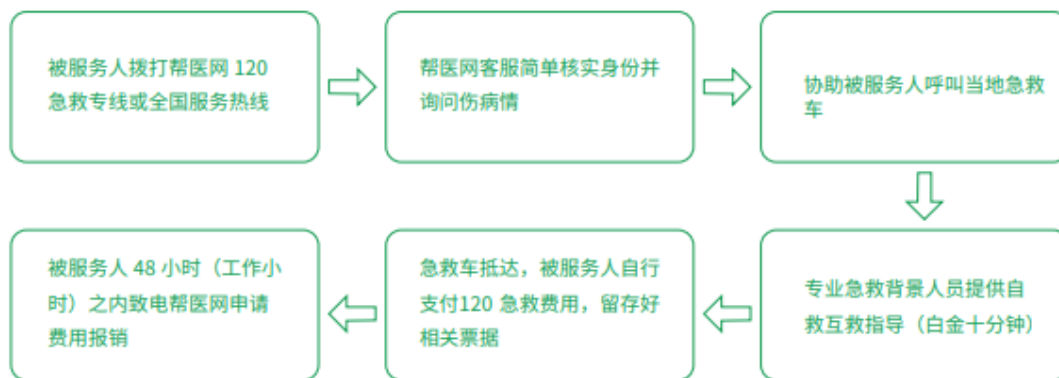 被服务人拨打帮医网 120
急救专线或全国服务热线
帮医网客服简单核实身份并
询问伤病情
协助被服务人呼叫当地急救
车
专业急救背景人员提供自
救互救指导（白金十分钟）
急救车抵达，被服务人自行
支付120 急救费用，留存好
相关票据
被服务人 48 小时（工作小
时）之内致电帮医网申请
费用报销